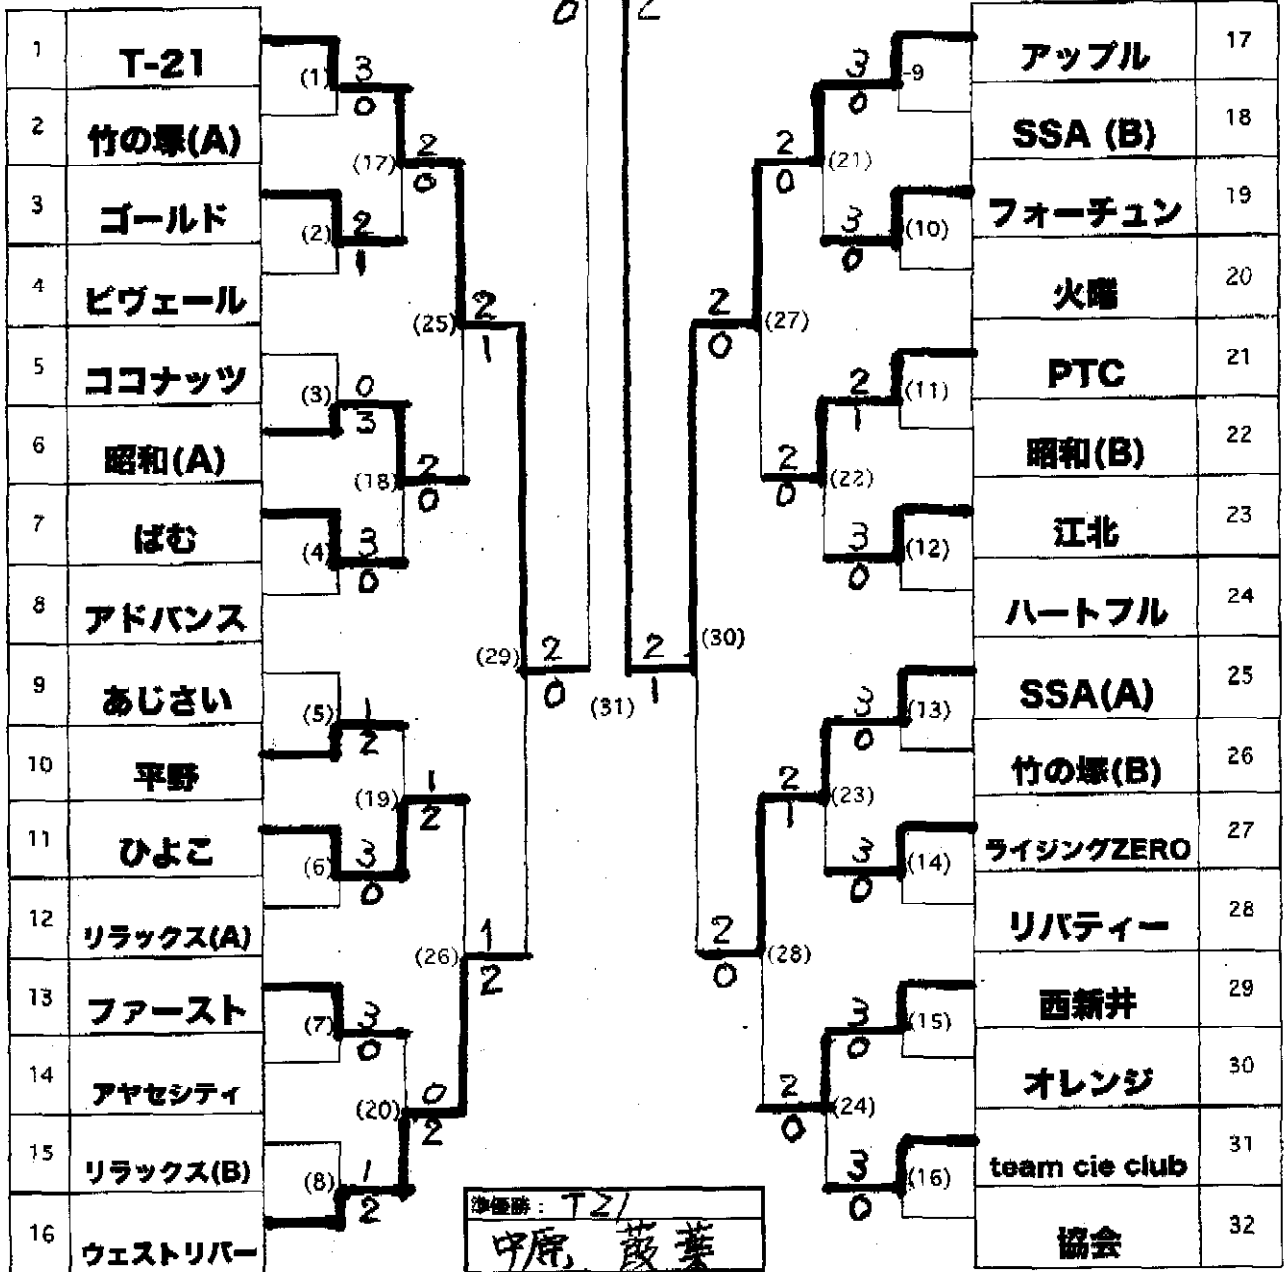 0 2
1 T-21
2 竹の塚(A)
3 ゴールド
4 ビヴェール
5 ココナッツ
6 昭和(A)
7 ばむ
8 アドバンス
9 あじさい
10 平野
11 ひよこ
12 リラックス(A)
13 ファースト
14 アヤセシティ
15 リラックス(B)
16 ウェストリバー
(1) 3 0
(2) 2 1
(3) 0 3
(4) 3 0
(5) 1 2
(6) 3 0
(7) 3 0
(8) 1 2
(17) 2 0
(18) 2 0
(19) 1 2
(20) 0 2
(25) 2 1
(26) 1 2
(29) 2 0
(31)
2 1 (30)
2 0 (27)
2 0 (28)
2 0 (21)
2 0 (22)
2 1 (23)
2 0 (24)
3 0 -9
3 0 (10)
2 1 (11)
3 0 (12)
3 0 (13)
3 0 (14)
3 0 (15)
3 0 (16)
アップル 17
SSA (B) 18
フォーチュン 19
火曜 20
PTC 21
昭和(B) 22
江北 23
ハートフル 24
SSA(A) 25
竹の塚(B) 26
ライジングZERO 27
リバティー 28
西新井 29
オレンジ 30
team cie club 31
協会 32
準優勝: T21
中原, 葭葉